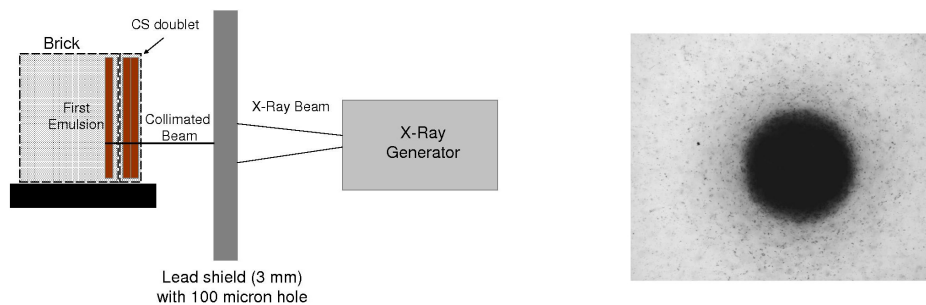 CS doublet
Brick
First
Emulsion
Collimated
Beam
X-Ray Beam
X-Ray
Generator
Lead shield (3 mm)
with 100 micron hole